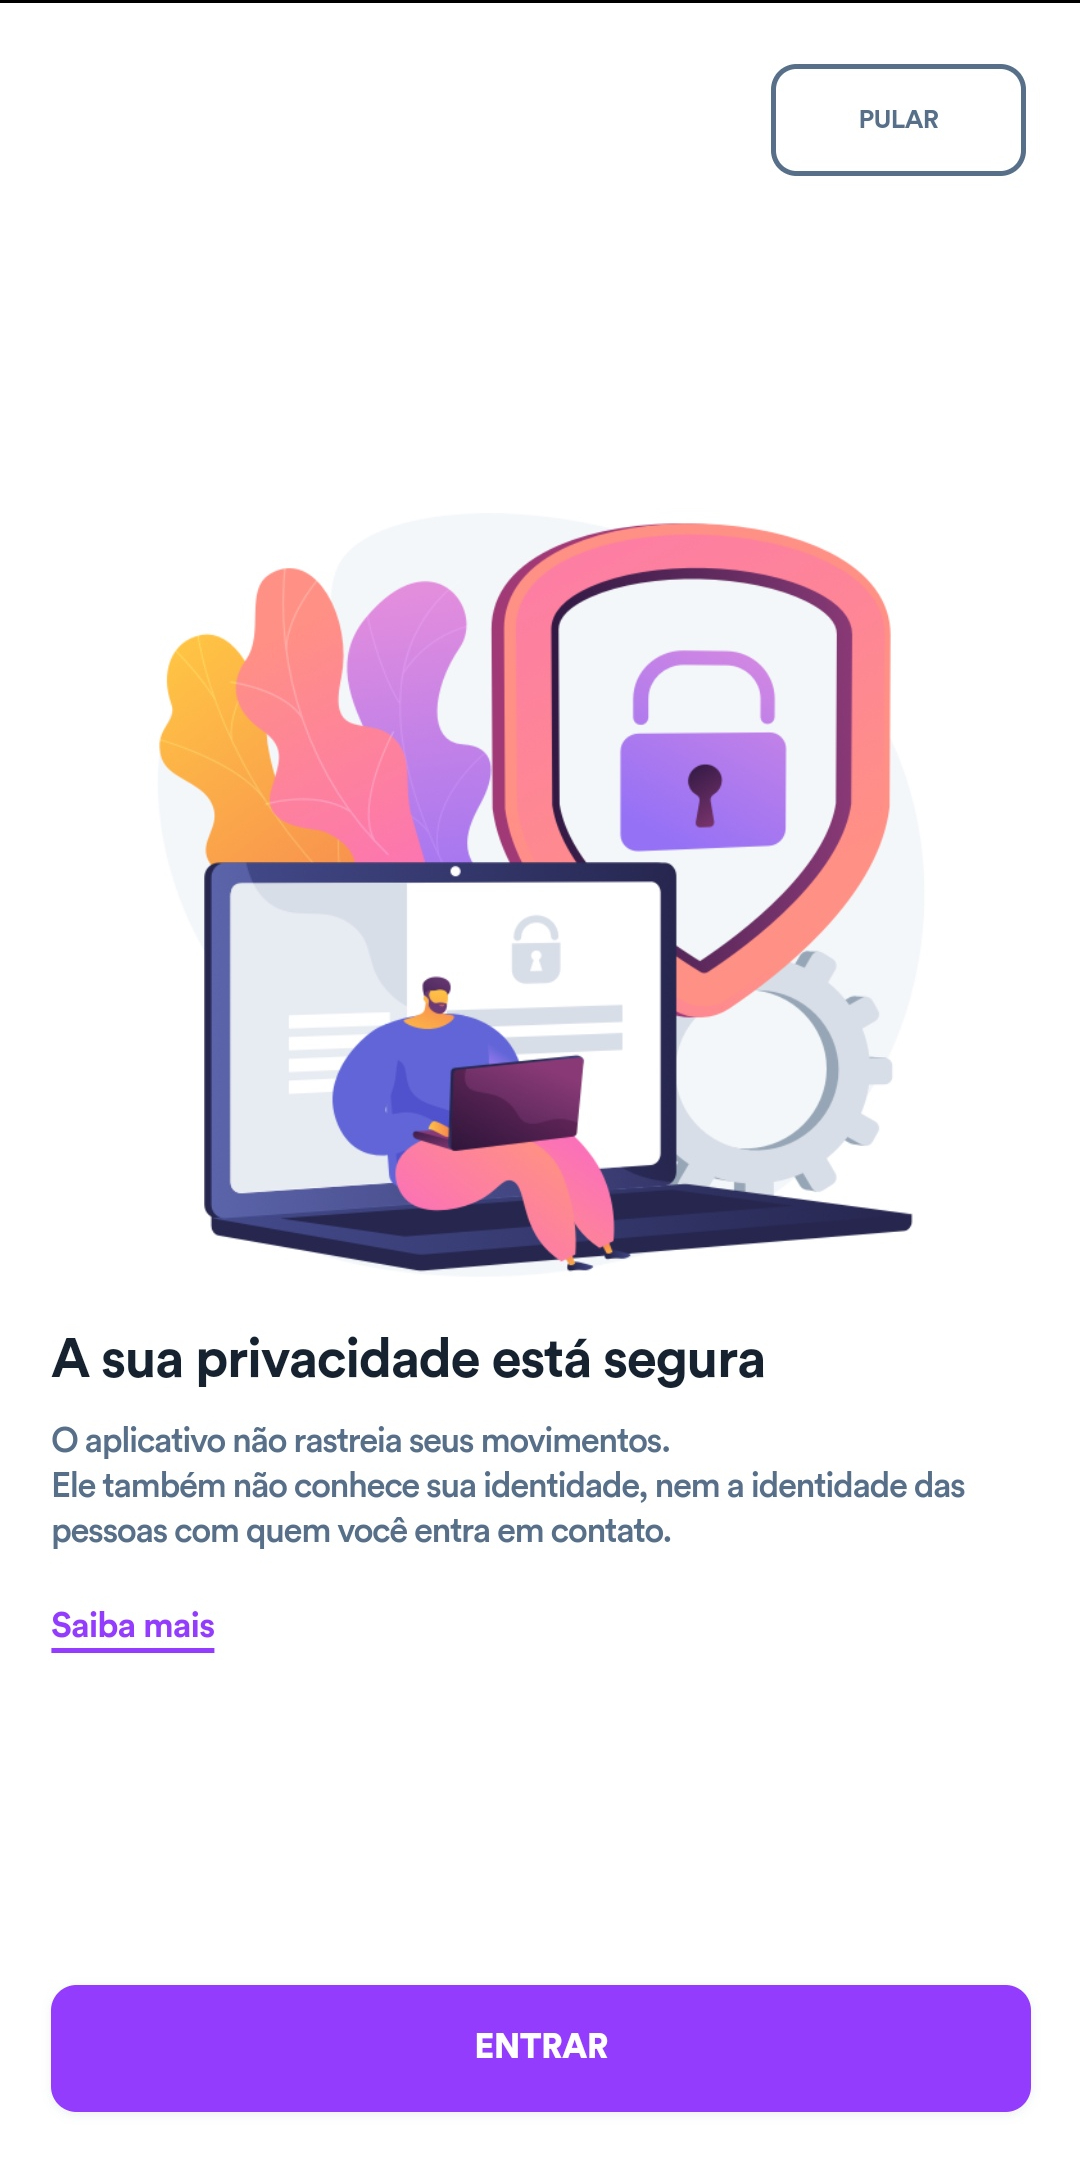 PULAR
A sua privacidade está segura
O aplicativo não rastreia seus movimentos.
Ele também não conhece sua identidade, nem a identidade das
pessoas com quem você entra em contato.
Saiba mais
ENTRAR